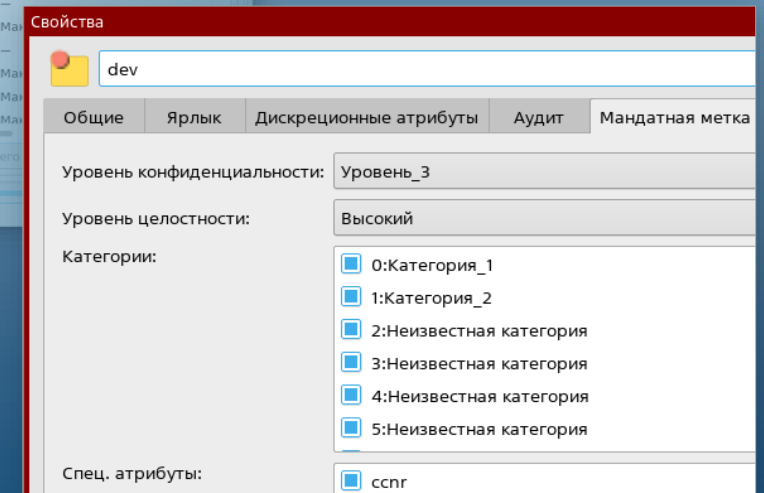 Свойства
dev
Общие
Ярлык
Дискреционные атрибуты
Аудит
Мандатная метка
Уровень конфиденциальности:
Уровень_3
Уровень целостности:
Высокий
Категории:
0:Категория_1
1:Категория_2
2:Неизвестная категория
3:Неизвестная категория
4:Неизвестная категория
5:Неизвестная категория
Спец. атрибуты:
ccnr